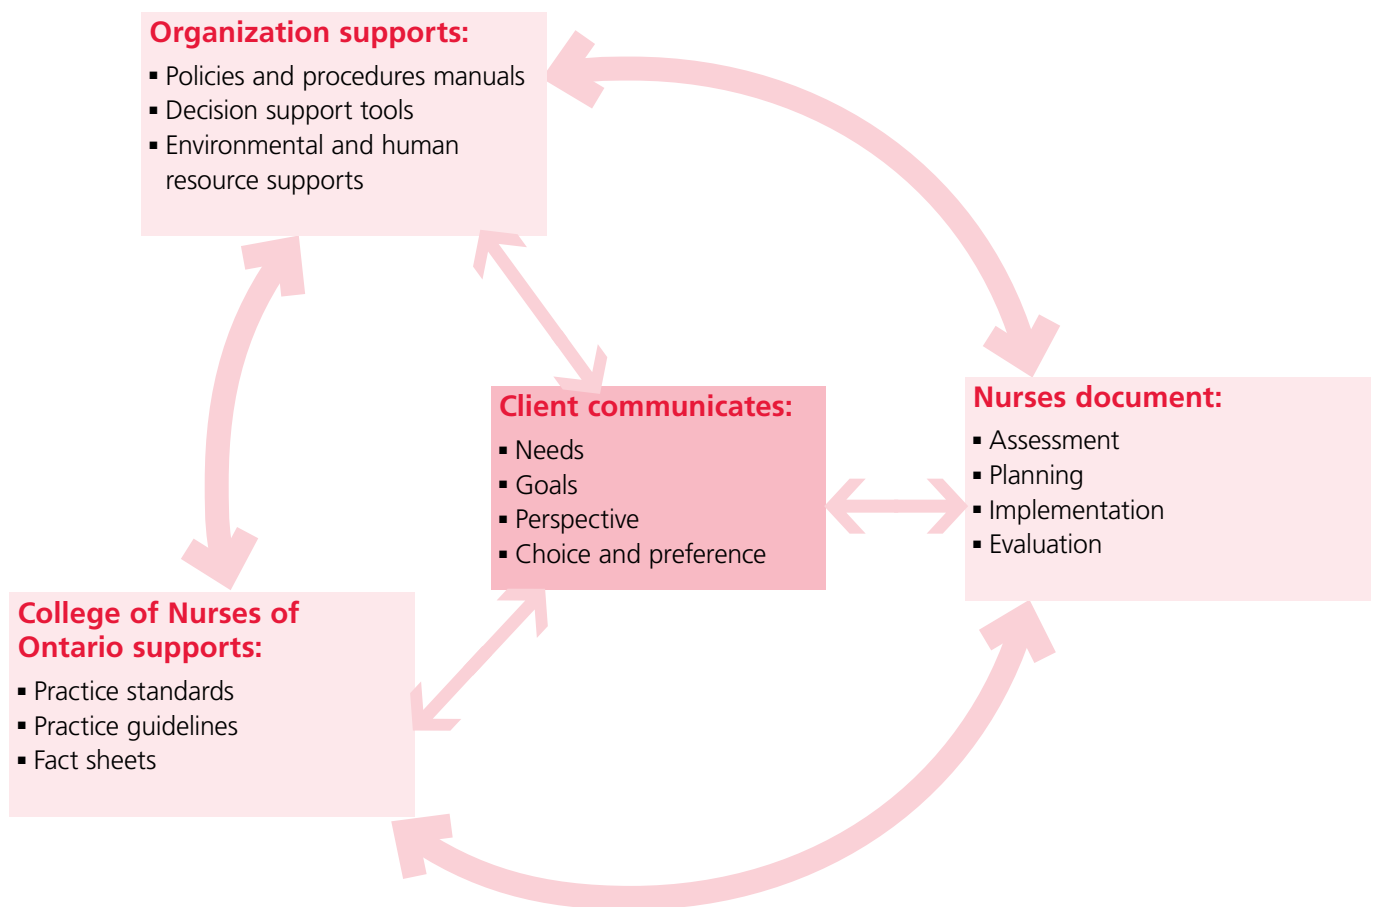 Organization supports:
▪ Policies and procedures manuals
▪ Decision support tools
▪ Environmental and human
resource supports
Client communicates:
▪ Needs
▪ Goals
▪ Perspective
▪ Choice and preference
Nurses document:
▪ Assessment
▪ Planning
▪ Implementation
▪ Evaluation
College of Nurses of
Ontario supports:
▪ Practice standards
▪ Practice guidelines
▪ Fact sheets